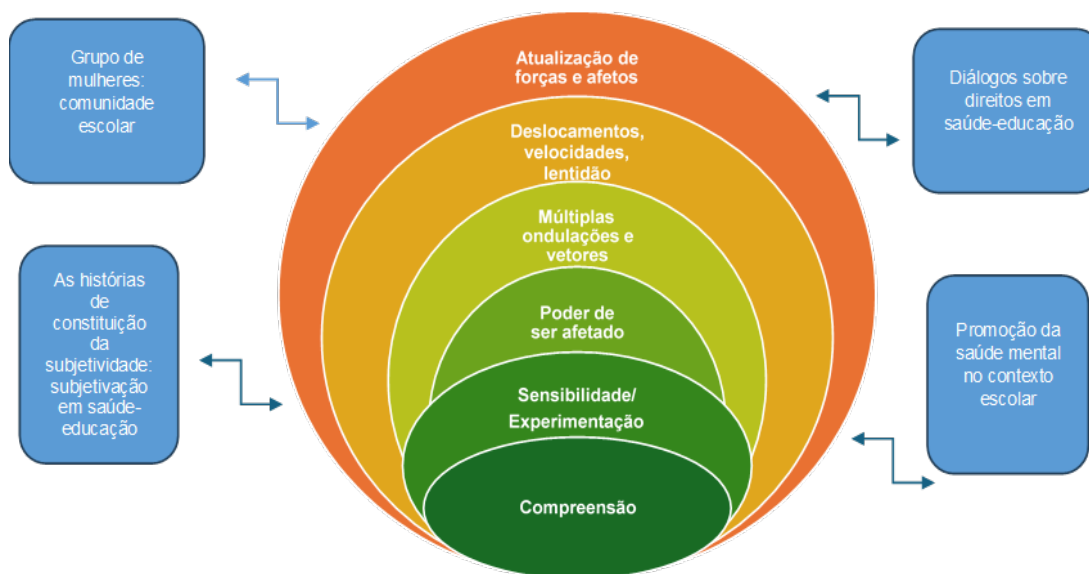 Grupo de
mulheres:
comunidade
escolar
Atualização de
forças e afetos
Diálogos sobre
direitos em
saúde-educação
Deslocamentos,
velocidades,
lentidão
Múltiplas
ondulações e
vetores
As histórias
de
constituição
da
subjetividade:
subjetivação
em saúde-
educação
Poder de
ser afetado
Promoção da
saúde mental
no contexto
escolar
Sensibilidade/
Experimentação
Compreensão